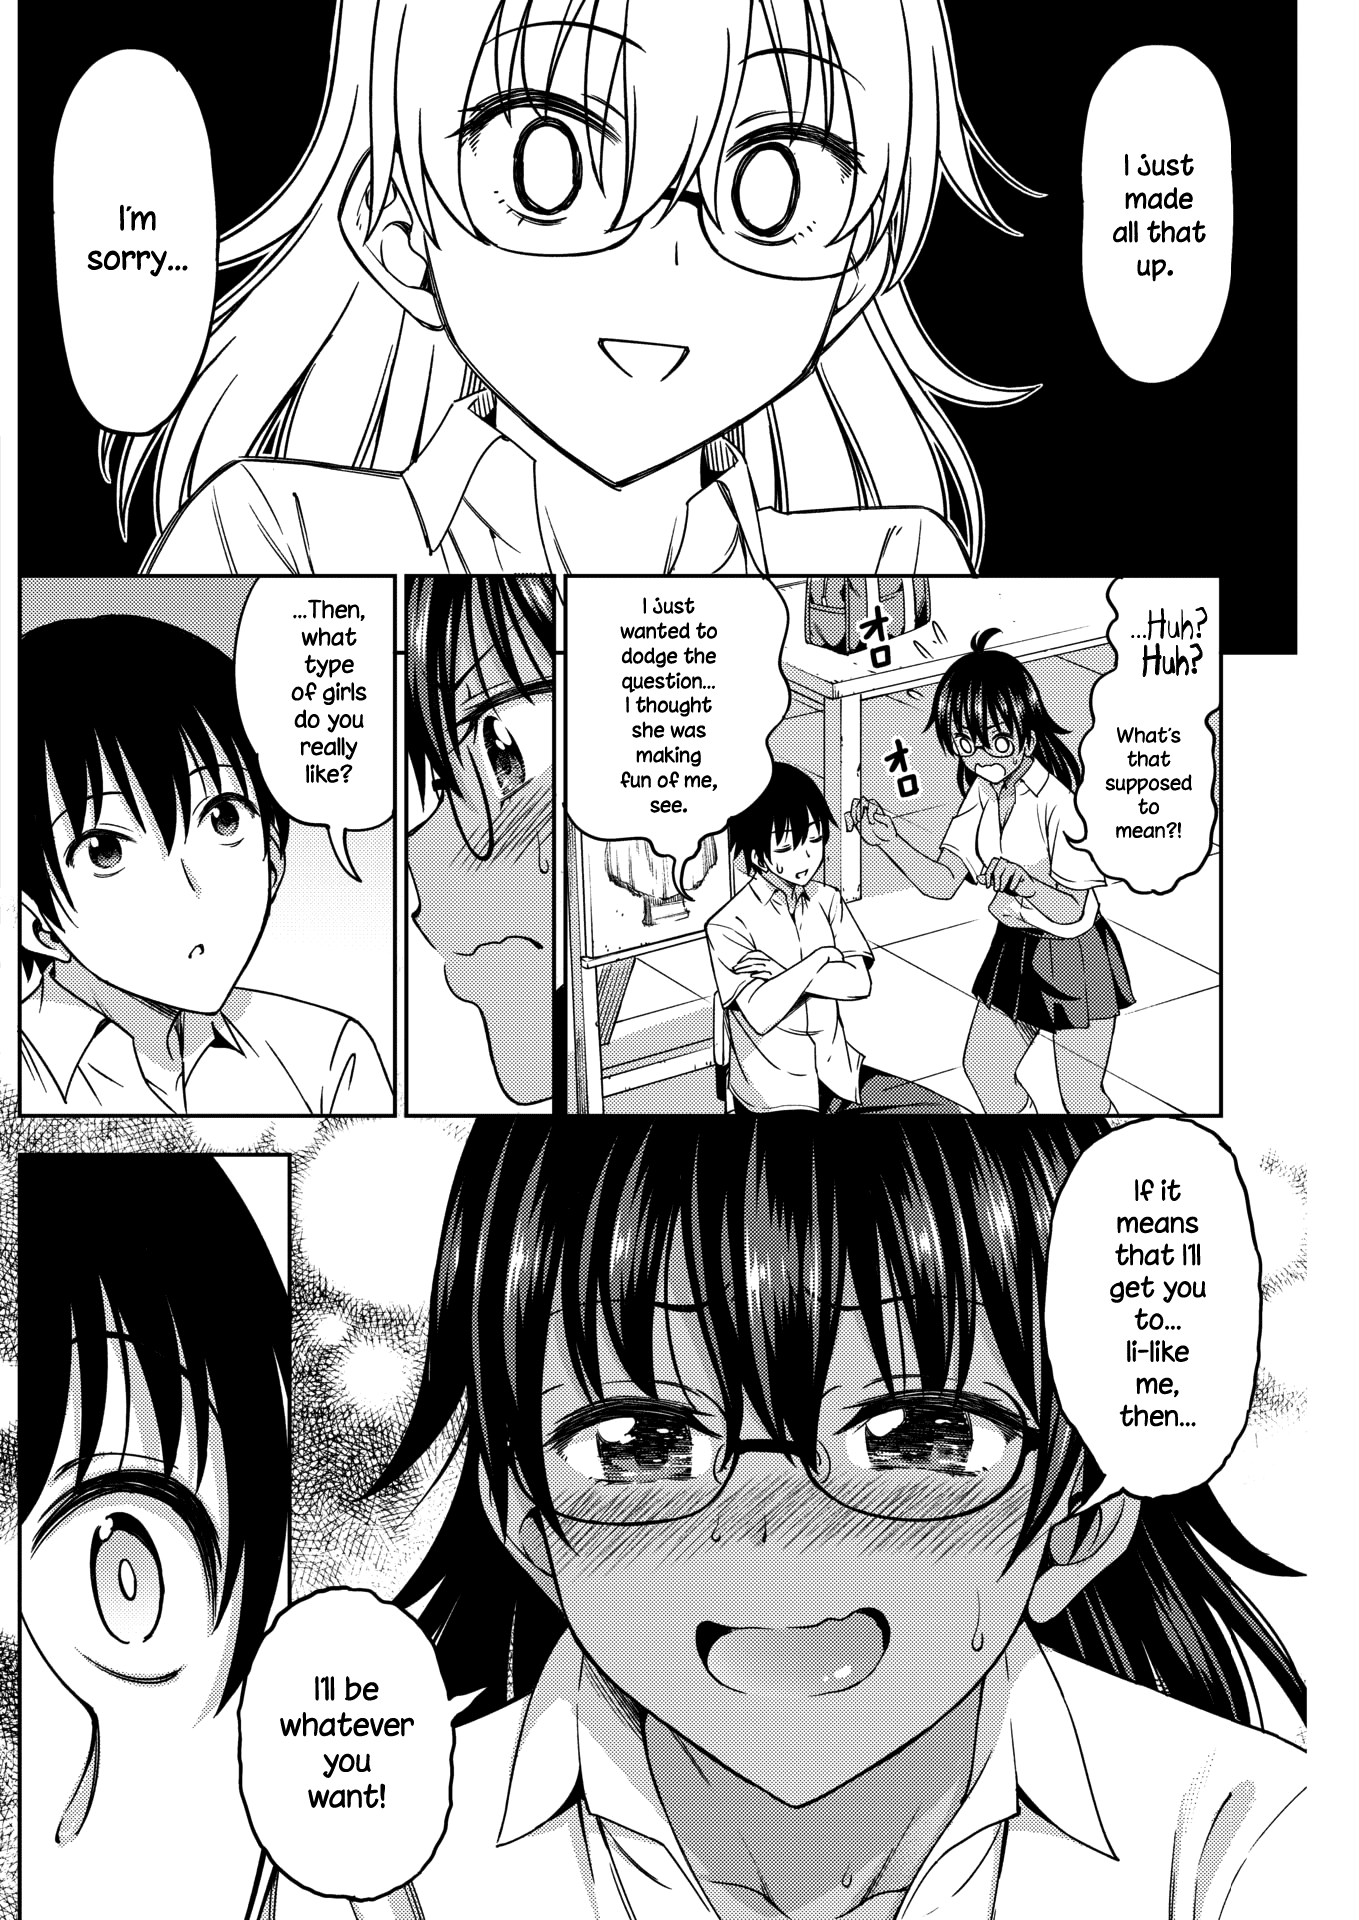 I just
made
all that
up.
I'm
sorry...
...Huh?
Huh?
What's
that
supposed
to
mean?!
オロ
オロ
I just
wanted to
dodge the
question...
I thought
she was
making
fun of me,
see.
...Then,
what
type
of girls
do you
really
like?
If it
means
that I'll
get you
to...
li-like
me,
then...
I'll be
whatever
you
want!